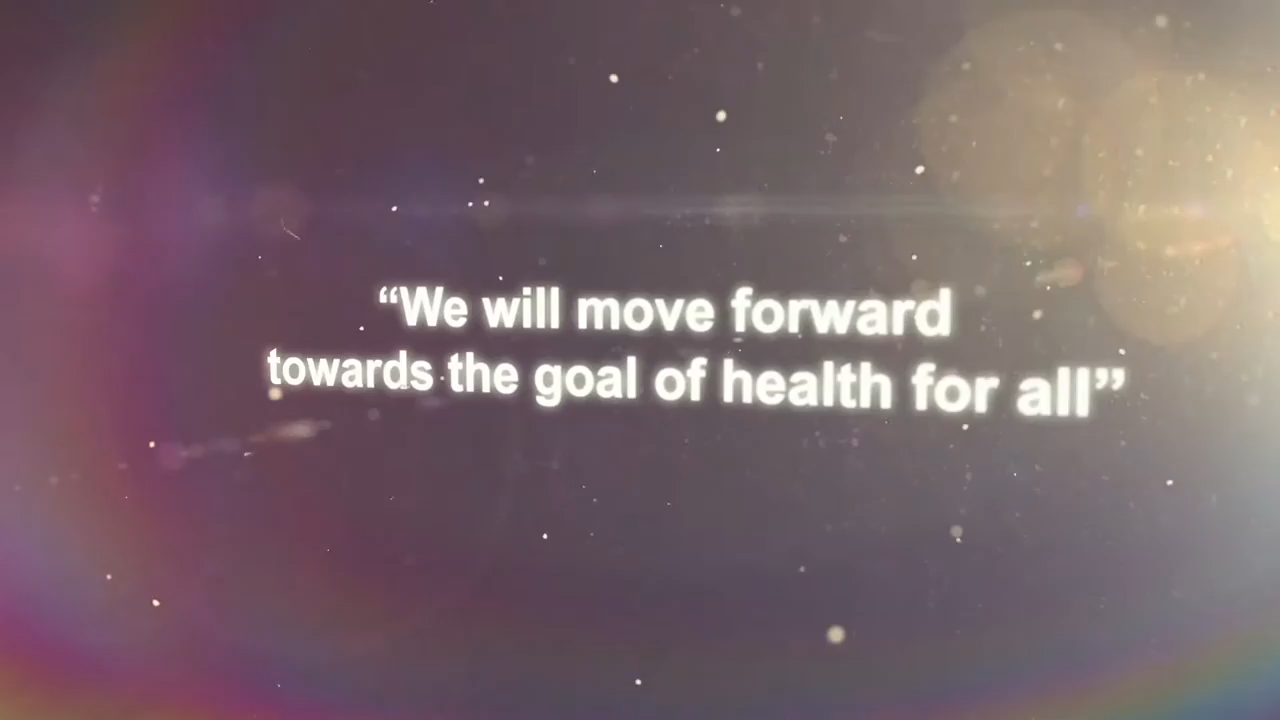 “We will move forward
towards the goal of health for all”